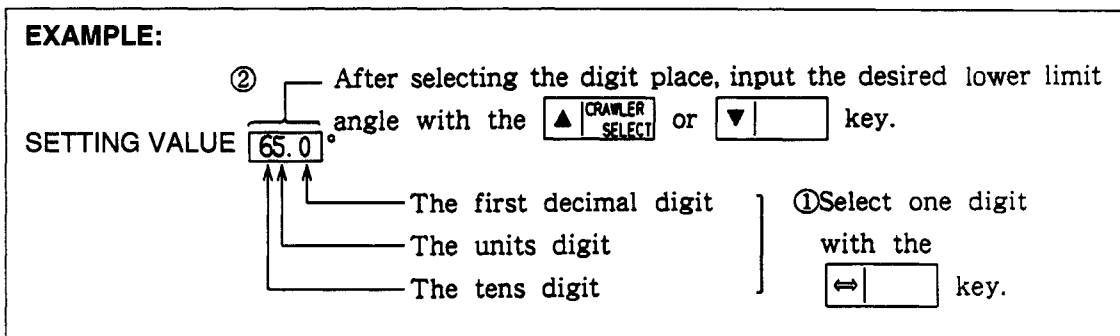 EXAMPLE:
② After selecting the digit place, input the desired lower limit
angle with the ▲ CRAWLER SELECT or ▼ key.
SETTING VALUE 65.0°
The first decimal digit
The units digit
The tens digit
①Select one digit
with the
⇔ key.